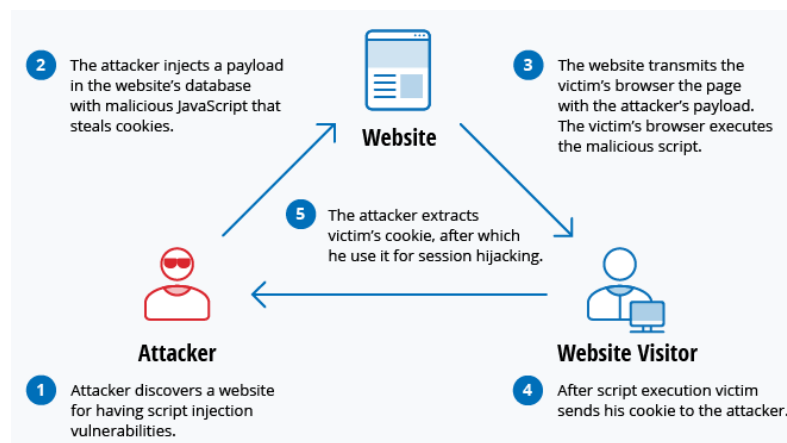 2
The attacker injects a payload
in the website's database
with malicious JavaScript that
steals cookies.
Website
3
The website transmits the
victim's browser the page
with the attacker's payload.
The victim's browser executes
the malicious script.
5
The attacker extracts
victim's cookie, after which
he use it for session hijacking.
Attacker
Website Visitor
1
Attacker discovers a website
for having script injection
vulnerabilities.
4
After script execution victim
sends his cookie to the attacker.